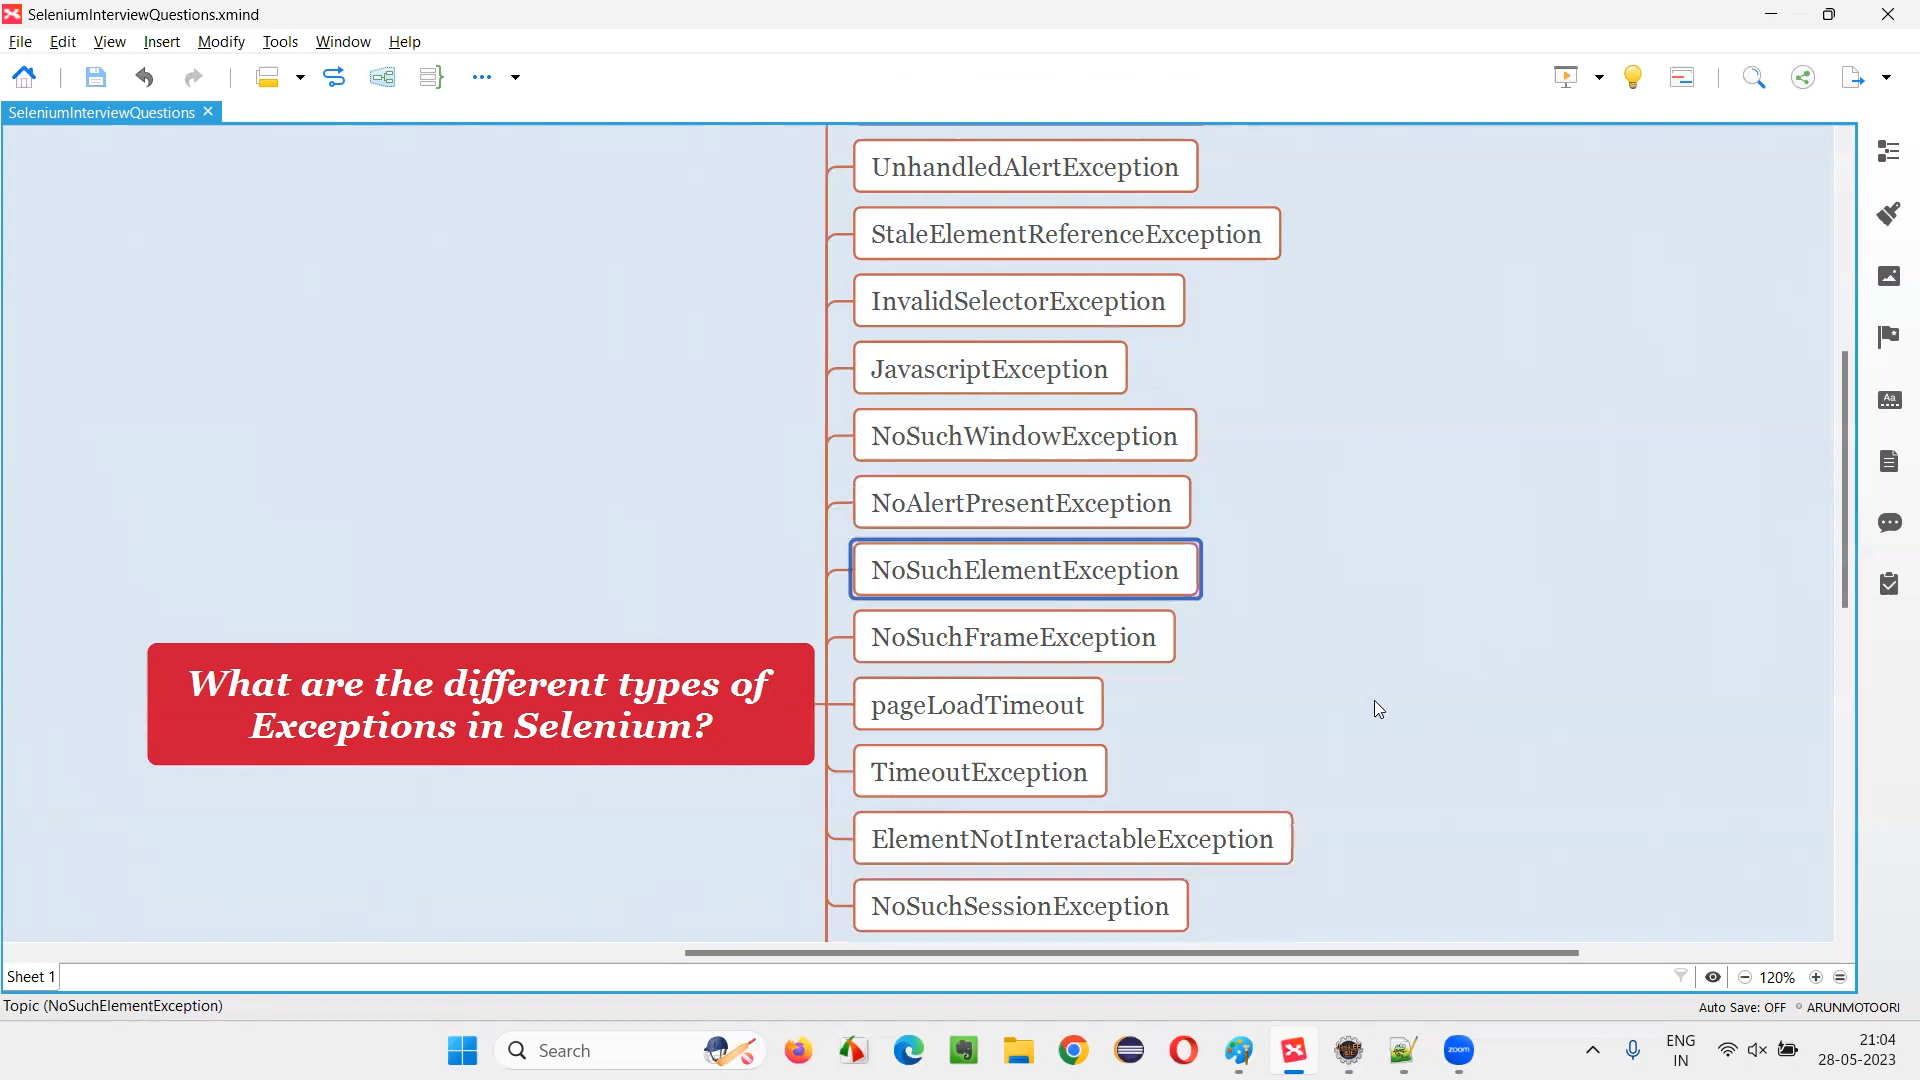 SeleniumInterviewQuestions.xmind
File Edit View Insert Modify Tools Window Help
SeleniumInterviewQuestions
UnhandledAlertException
StaleElementReferenceException
InvalidSelectorException
JavascriptException
NoSuchWindowException
NoAlertPresentException
NoSuchElementException
NoSuchFrameException
What are the different types of
Exceptions in Selenium?
pageLoadTimeout
TimeoutException
ElementNotInteractableException
NoSuchSessionException
Aa
Sheet 1
120%
Topic (NoSuchElementException)
Auto Save: OFF
ARUNMOTOORI
Search
zoom
ENG
IN
21:04
28-05-2023